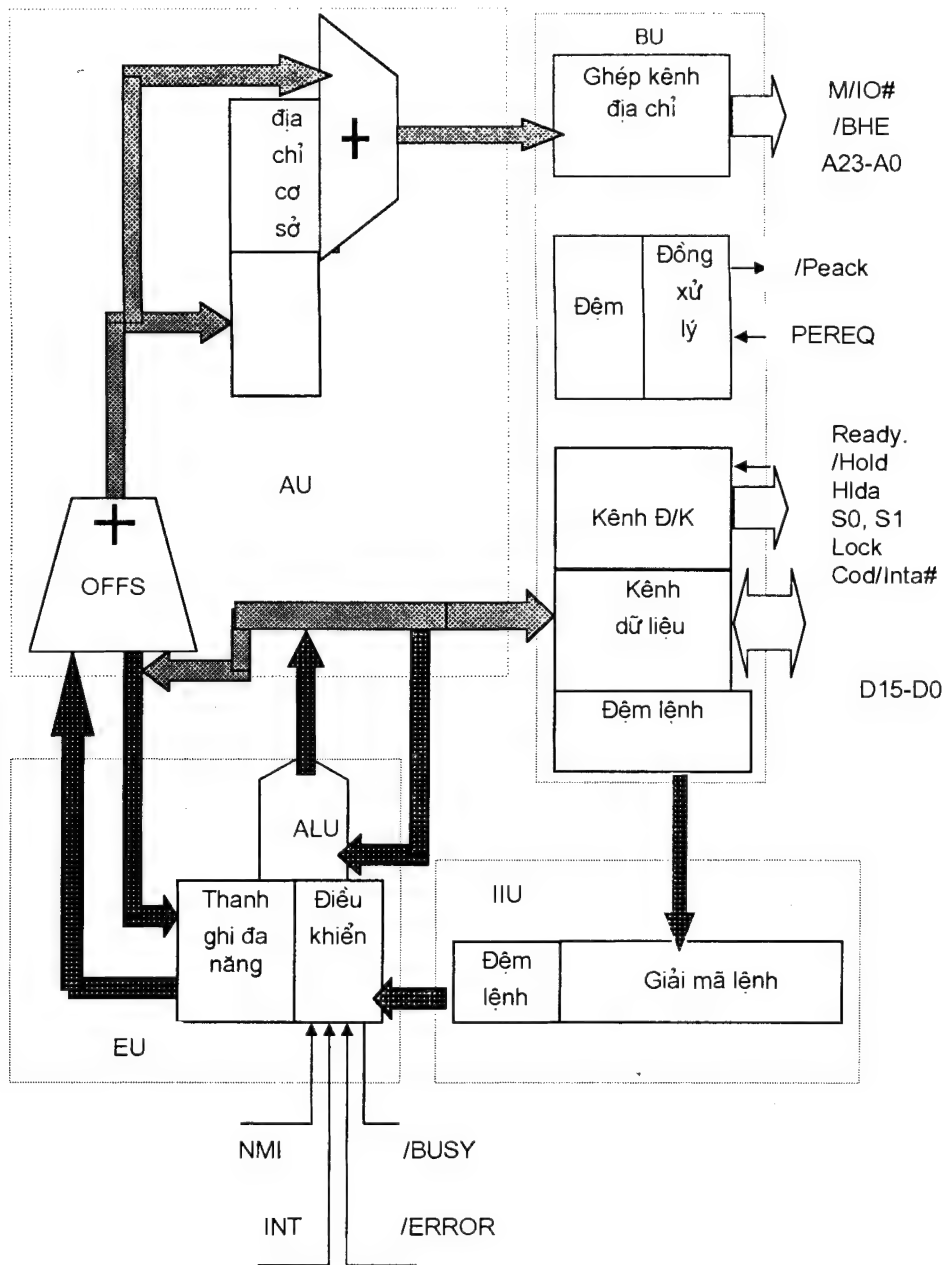 BU
Ghép kênh
địa chỉ
M/IO#
/BHE
A23-A0
địa
chỉ
cơ
sở
+
Đệm
Đồng
xử
lý
/Peack
PEREQ
AU
Ready.
/Hold
Hlda
S0, S1
Lock
Cod/Inta#
Kênh Đ/K
+
OFFS
Kênh
dữ liệu
D15-D0
Đệm lệnh
ALU
IIU
Thanh
ghi đa
năng
Điều
khiển
Đệm
lệnh
Giải mã lệnh
EU
NMI
/BUSY
INT
/ERROR